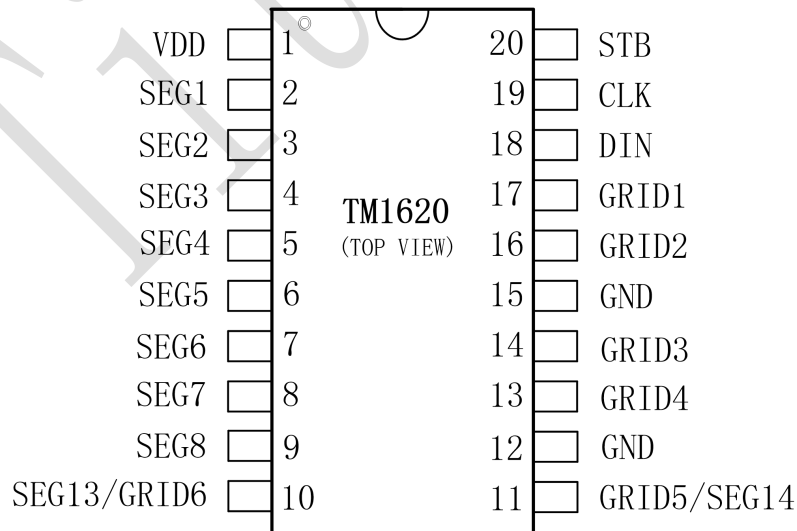 VDD 1 20 STB
SEG1 2 19 CLK
SEG2 3 18 DIN
SEG3 4 17 GRID1
TM1620
SEG4 5 (TOP VIEW) 16 GRID2
SEG5 6 15 GND
SEG6 7 14 GRID3
SEG7 8 13 GRID4
SEG8 9 12 GND
SEG13/GRID6 10 11 GRID5/SEG14